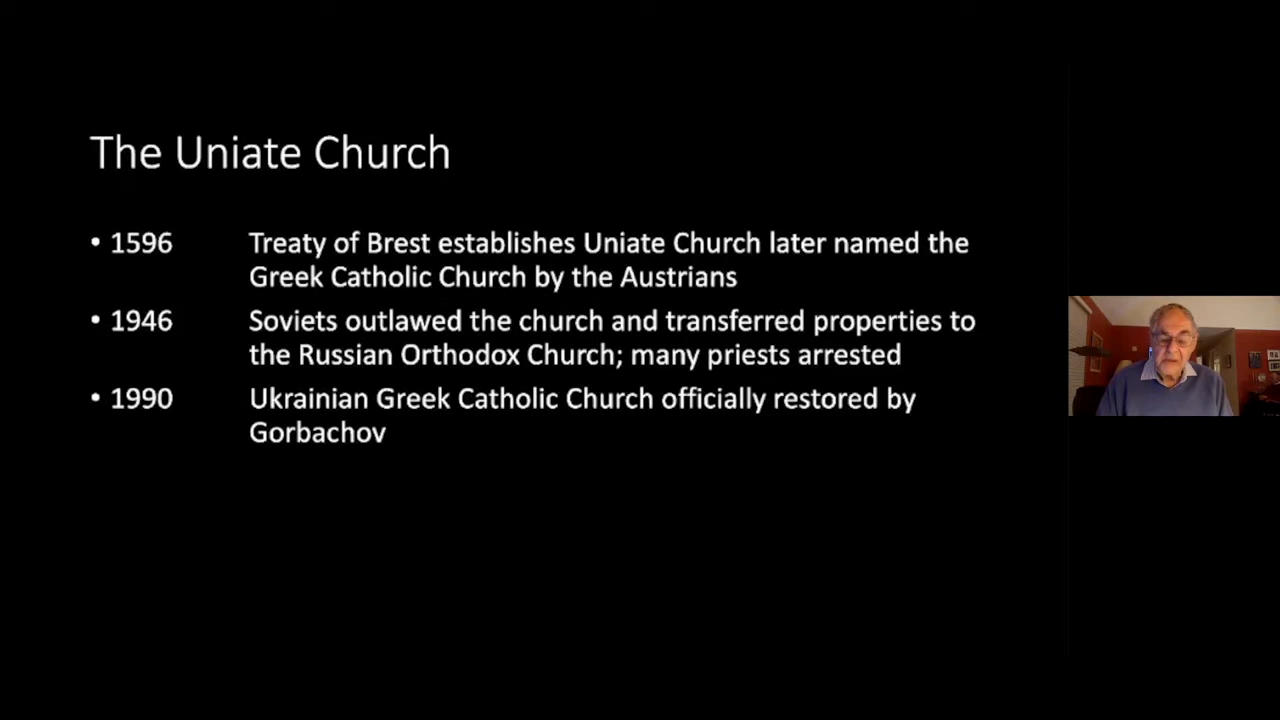 The Uniate Church
• 1596 Treaty of Brest establishes Uniate Church later named the
Greek Catholic Church by the Austrians
• 1946 Soviets outlawed the church and transferred properties to
the Russian Orthodox Church; many priests arrested
• 1990 Ukrainian Greek Catholic Church officially restored by
Gorbachov